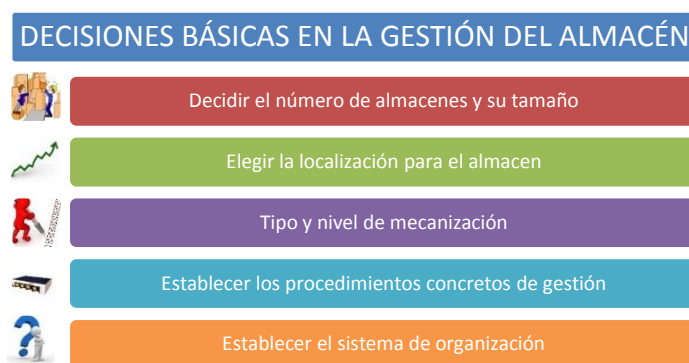 DECISIONES BÁSICAS EN LA GESTIÓN DEL ALMACÉN
Decidir el número de almacenes y su tamaño
Elegir la localización para el almacen
Tipo y nivel de mecanización
Establecer los procedimientos concretos de gestión
Establecer el sistema de organización